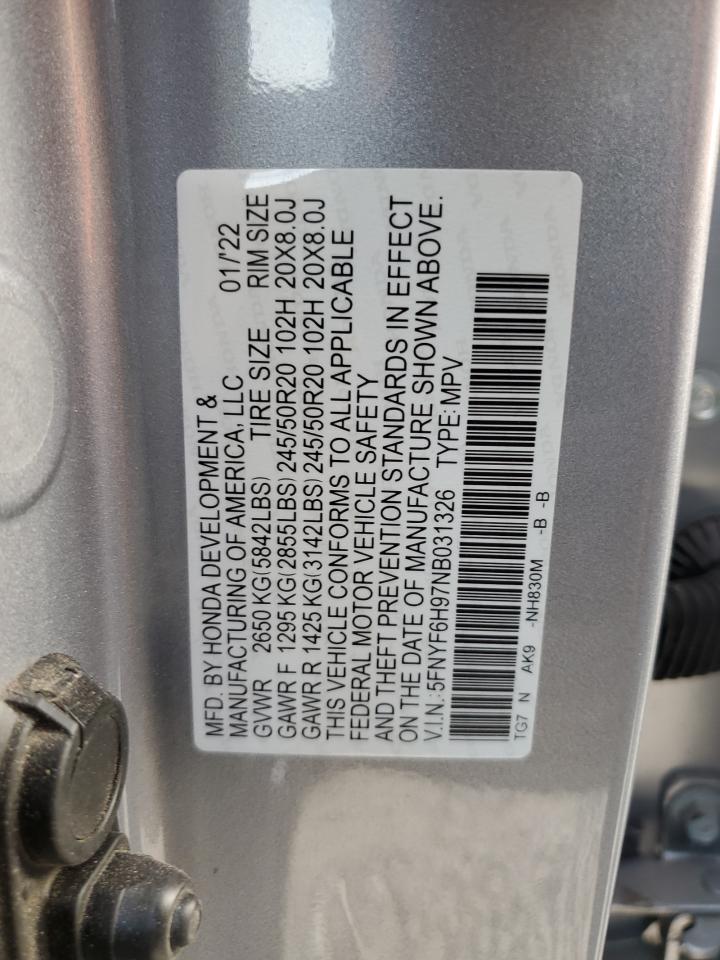 MFD. BY HONDA DEVELOPMENT &
MANUFACTURING OF AMERICA, LLC 01/'22
GVWR 2650 KG(5842LBS) TIRE SIZE RIM SIZE
GAWR F 1295 KG(2855LBS) 245/50R20 102H 20X8.0J
GAWR R 1425 KG(3142LBS) 245/50R20 102H 20X8.0J
THIS VEHICLE CONFORMS TO ALL APPLICABLE
FEDERAL MOTOR VEHICLE SAFETY
AND THEFT PREVENTION STANDARDS IN EFFECT
ON THE DATE OF MANUFACTURE SHOWN ABOVE.
V.I.N.: 5FNYF6H97NB031326 TYPE: MPV
TG7 N AK9 -NH830M -B -B